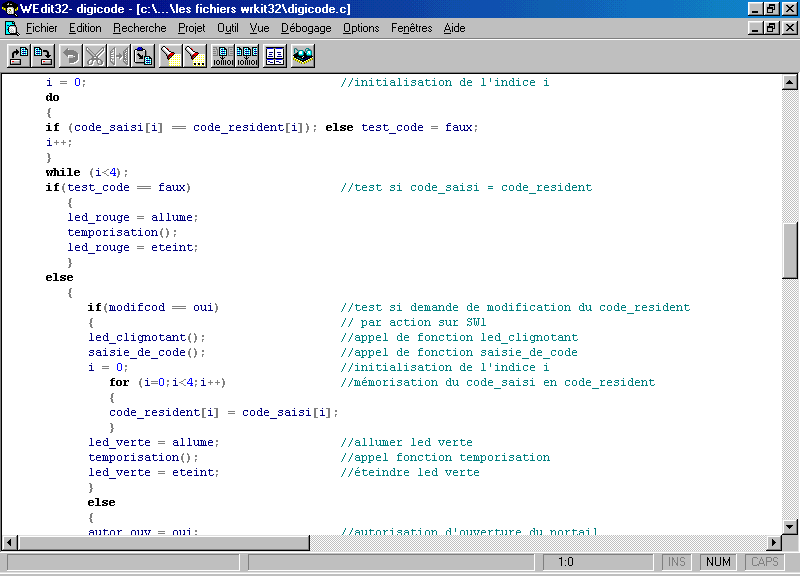 WEdit32- digicode - [c:\...\les fichiers wrkit32\digicode.c]
Fichier Edition Recherche Projet Outil Vue Débogage Options Fenêtres Aide
i = 0; //initialisation de l'indice i
do
{
if (code_saisi[i] == code_resident[i]); else test_code = faux;
i++;
}
while (i<4);
if(test_code == faux) //test si code_saisi = code_resident
{
led_rouge = allume;
temporisation();
led_rouge = eteint;
}
else
{
if(modifcod == oui) //test si demande de modification du code_resident
{ // par action sur SW1
led_clignotant(); //appel de fonction led_clignotant
saisie_de_code(); //appel de fonction saisie_de_code
i = 0; //initialisation de l'indice i
for (i=0;i<4;i++) //mémorisation du code_saisi en code_resident
{
code_resident[i] = code_saisi[i];
}
led_verte = allume; //allumer led verte
temporisation(); //appel fonction temporisation
led_verte = eteint; //éteindre led verte
}
else
{
autor_ouv = oui; //autorisation d'ouverture du portail
1:0 INS NUM CAPS